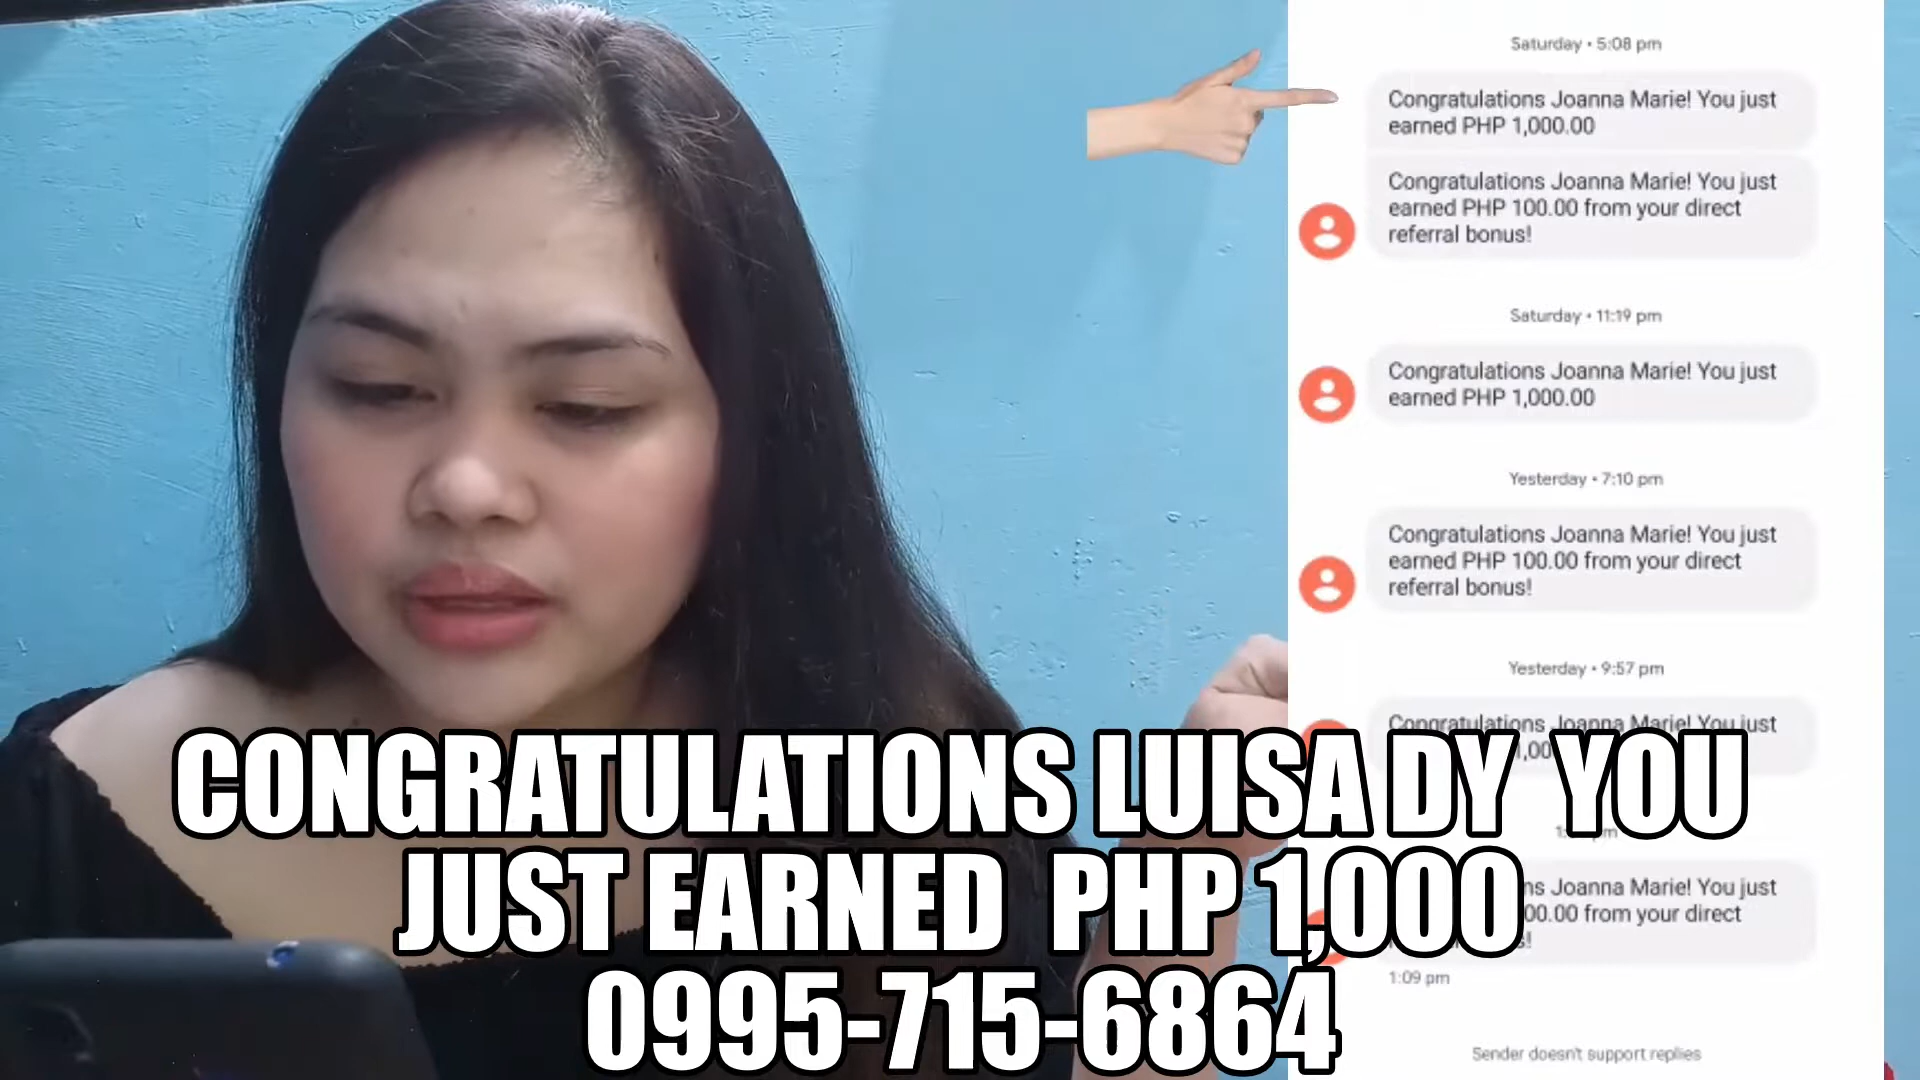 Saturday • 5:08 pm
Congratulations Joanna Marie! You just
earned PHP 1,000.00
Congratulations Joanna Marie! You just
earned PHP 100.00 from your direct
referral bonus!
Saturday • 11:19 pm
Congratulations Joanna Marie! You just
earned PHP 1,000.00
Yesterday • 7:10 pm
Congratulations Joanna Marie! You just
earned PHP 100.00 from your direct
referral bonus!
Yesterday • 9:57 pm
Congratulations Joanna Marie! You just
Joanna Marie! You just
from your direct
1:09 pm
Sender doesn't support replies
CONGRATULATIONS LUISA DY YOU
JUST EARNED PHP 1,000
0995-715-6864